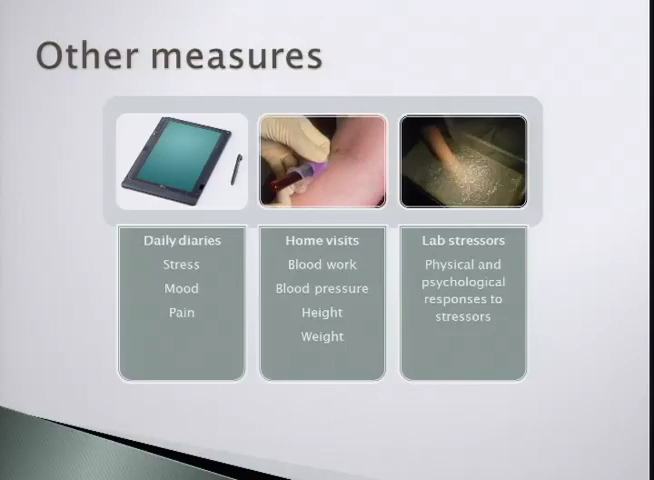 Other measures
Daily diaries
Stress
Mood
Pain
Home visits
Blood work
Blood pressure
Height
Weight
Lab stressors
Physical and
psychological
responses to
stressors